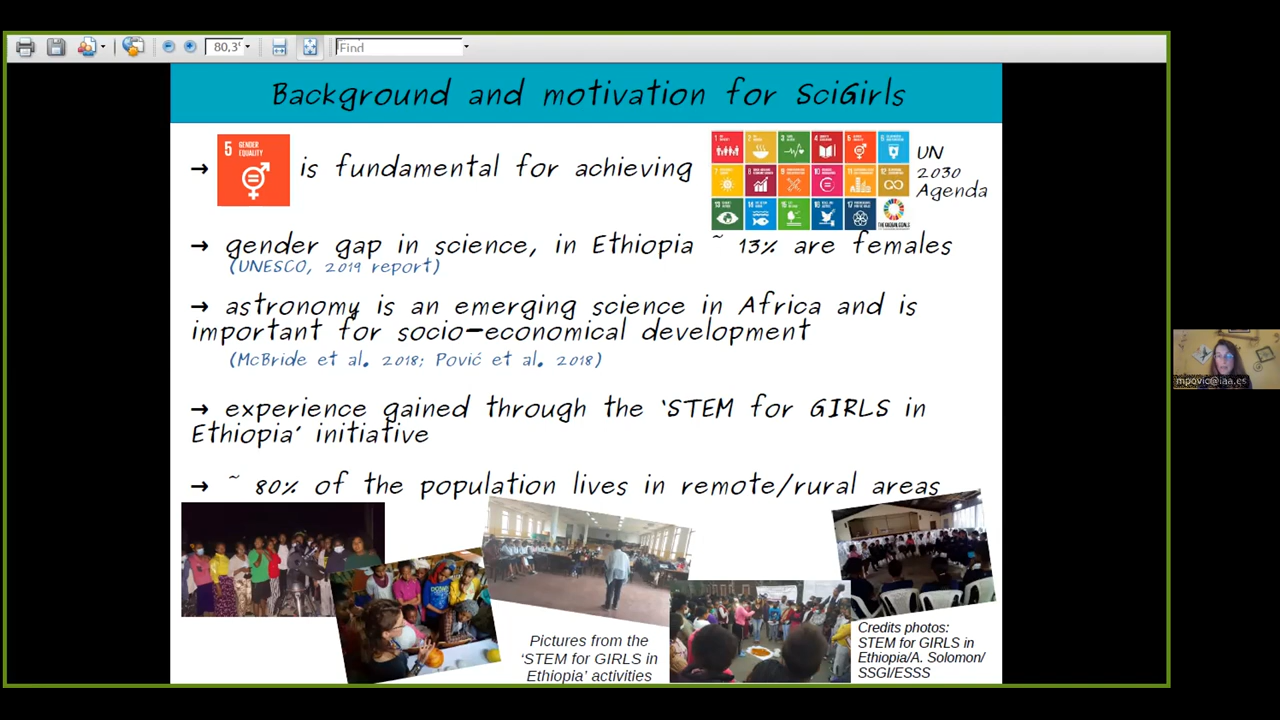 80,3%
Find
Background and motivation for SciGirls
→ 5 GENDER EQUALITY is fundamental for achieving
UN
2030
Agenda
→ gender gap in science, in Ethiopia ~ 13% are females
(UNESCO, 2019 report)
→ astronomy is an emerging science in Africa and is
important for socio-economical development
(McBride et al. 2018; Pović et al. 2018)
→ experience gained through the ‘STEM for GIRLS in
Ethiopia’ initiative
→ ~ 80% of the population lives in remote/rural areas
Pictures from the
‘STEM for GIRLS in
Ethiopia’ activities
Credits photos:
STEM for GIRLS in
Ethiopia/A. Solomon/
SSGI/ESSS
mpovic@iaa.es